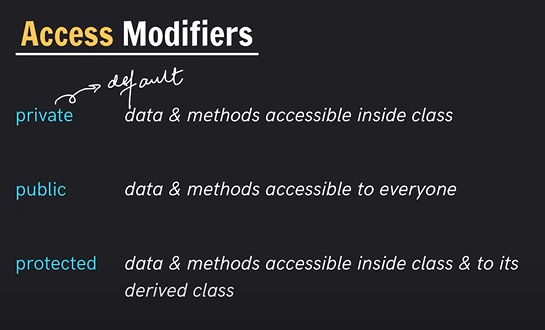 Access Modifiers
default
private data & methods accessible inside class
public data & methods accessible to everyone
protected data & methods accessible inside class & to its
derived class